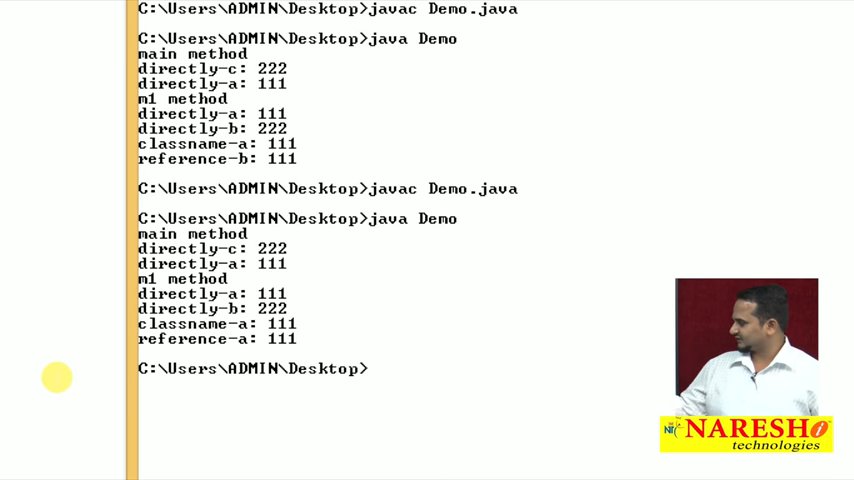 C:\Users\ADMIN\Desktop>javac Demo.java
C:\Users\ADMIN\Desktop>java Demo
main method
directly-c: 222
directly-a: 111
m1 method
directly-a: 111
directly-b: 222
classname-a: 111
reference-b: 111
C:\Users\ADMIN\Desktop>javac Demo.java
C:\Users\ADMIN\Desktop>java Demo
main method
directly-c: 222
directly-a: 111
m1 method
directly-a: 111
directly-b: 222
classname-a: 111
reference-a: 111
C:\Users\ADMIN\Desktop>
NARESH i
technologies